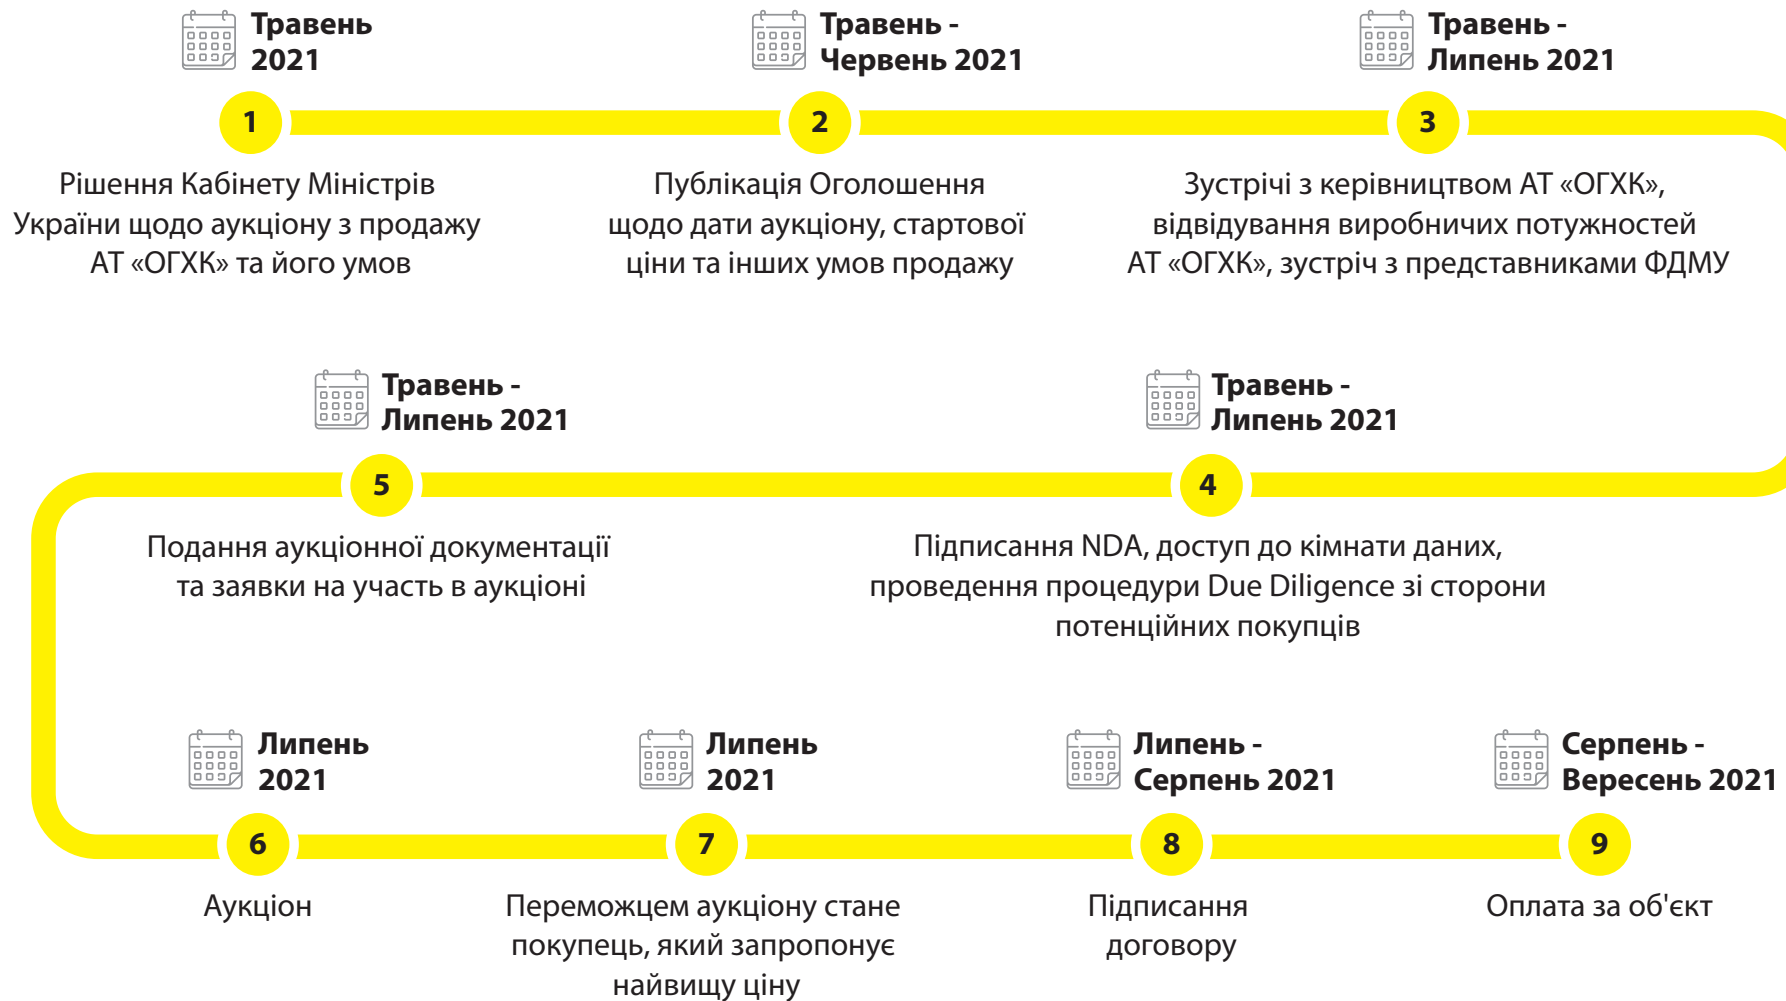 Травень
2021
1
Рішення Кабінету Міністрів
України щодо аукціону з продажу
АТ «ОГХК» та його умов
Травень -
Червень 2021
2
Публікація Оголошення
щодо дати аукціону, стартової
ціни та інших умов продажу
Травень -
Липень 2021
3
Зустрічі з керівництвом АТ «ОГХК»,
відвідування виробничих потужностей
АТ «ОГХК», зустріч з представниками ФДМУ
Травень -
Липень 2021
4
Підписання NDA, доступ до кімнати даних,
проведення процедури Due Diligence зі сторони
потенційних покупців
Травень -
Липень 2021
5
Подання аукціонної документації
та заявки на участь в аукціоні
Липень
2021
6
Аукціон
Липень
2021
7
Переможцем аукціону стане
покупець, який запропонує
найвищу ціну
Липень -
Серпень 2021
8
Підписання
договору
Серпень -
Вересень 2021
9
Оплата за об'єкт